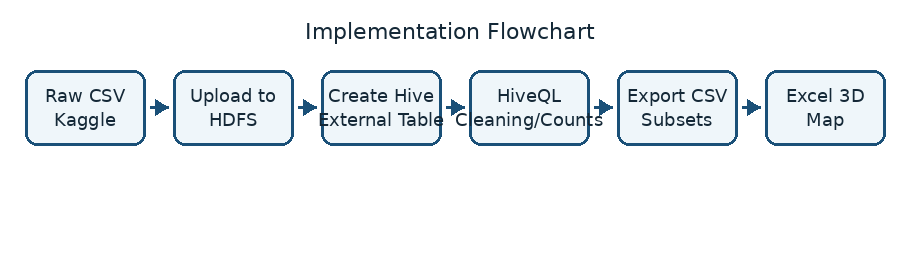 Implementation Flowchart
Raw CSV
Kaggle
Upload to
HDFS
Create Hive
External Table
HiveQL
Cleaning/Counts
Export CSV
Subsets
Excel 3D
Map